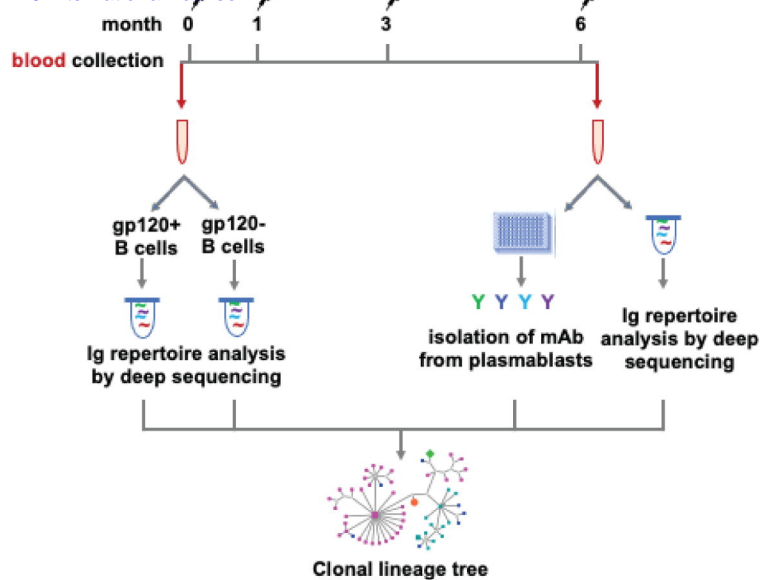 month 0 1 3 6
blood collection
gp120+ gp120-
B cells B cells
Ig repertoire analysis
by deep sequencing
Y Y Y Y
isolation of mAb
from plasmablasts
Ig repertoire
analysis by deep
sequencing
Clonal lineage tree